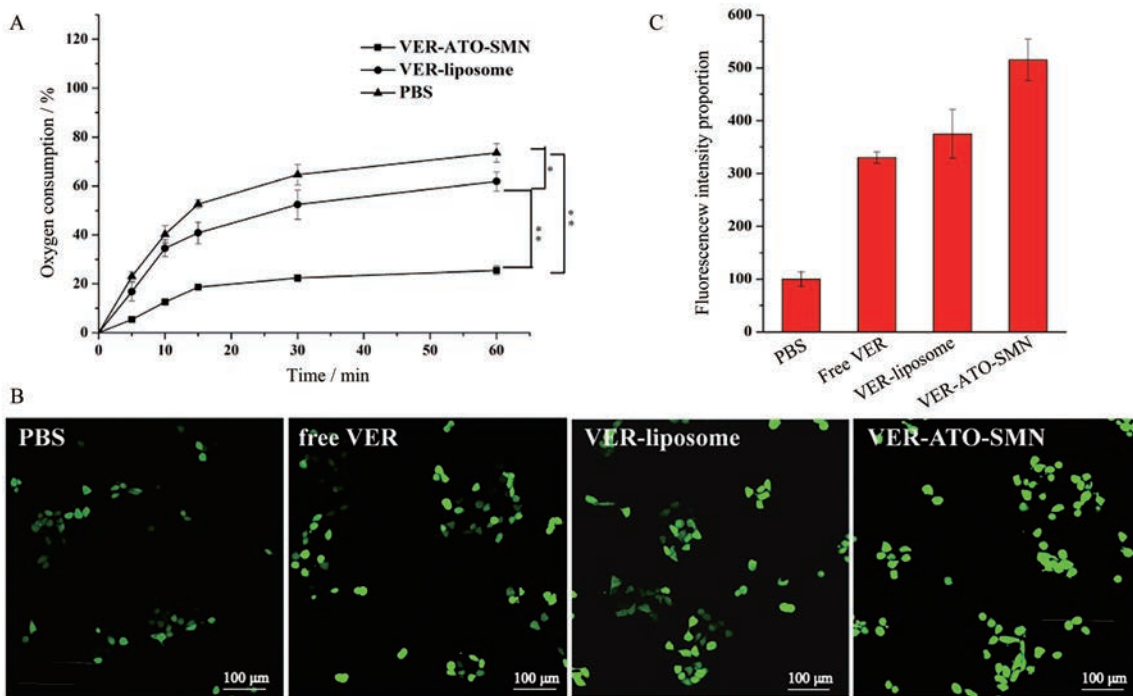 A
120
100
80
60
40
20
0
Oxygen consumption / %
VER-ATO-SMN
VER-liposome
PBS
*
**
**
0 10 20 30 40 50 60
Time / min
C
600
500
400
300
200
100
0
Fluorescencew intensity proportion
PBS
Free VER
VER-liposome
VER-ATO-SMN
B
PBS
free VER
VER-liposome
VER-ATO-SMN
100 μm
100 μm
100 μm
100 μm